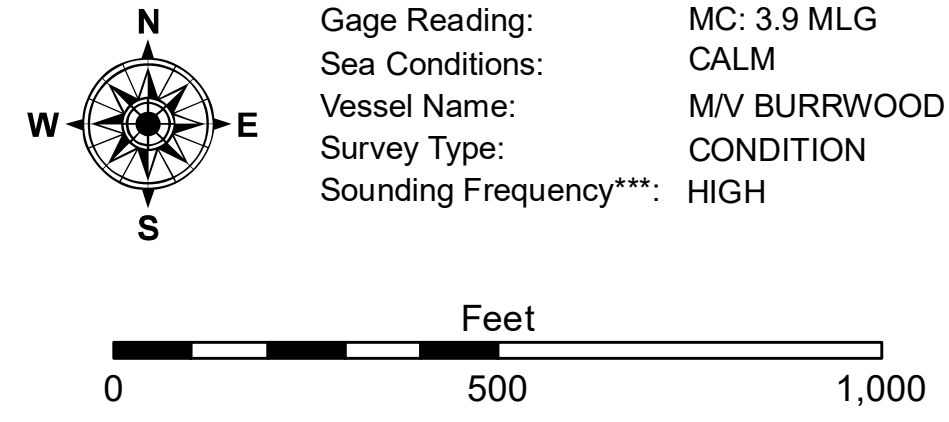 N
W E
S
Gage Reading: MC: 3.9 MLG
Sea Conditions: CALM
Vessel Name: M/V BURRWOOD
Survey Type: CONDITION
Sounding Frequency***: HIGH
Feet
0 500 1,000